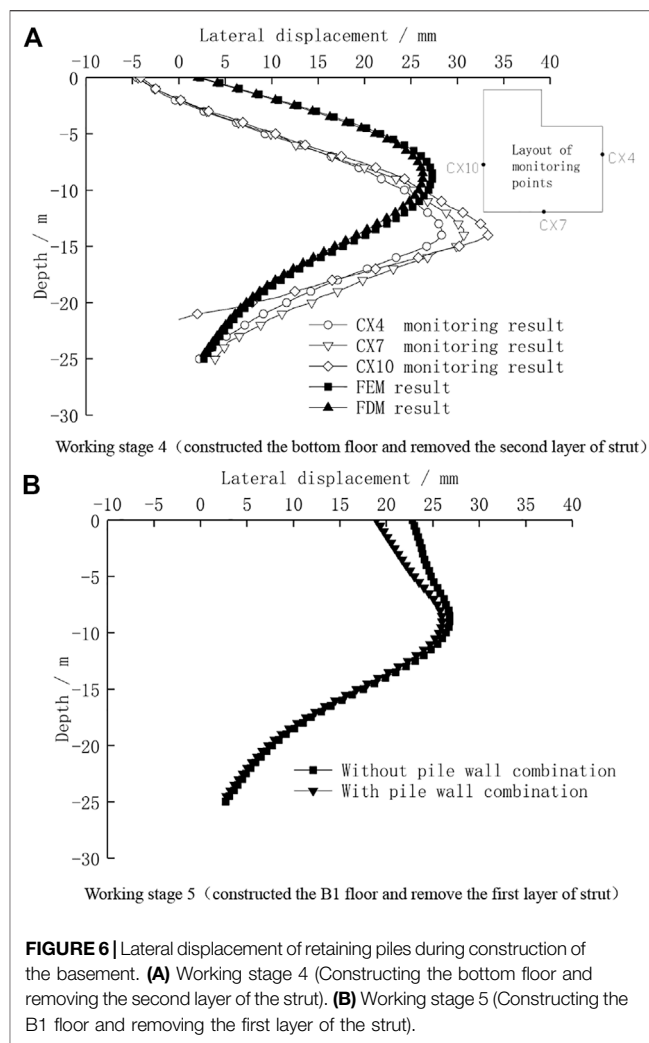 A
Lateral displacement / mm
-10 -5 0 5 10 15 20 25 30 35 40
0
-5
-10
-15
-20
-25
-30
Depth / m
Layout of
monitoring
points
CX10
CX4
CX7
CX4 monitoring result
CX7 monitoring result
CX10 monitoring result
FEM result
FDM result
Working stage 4（constructed the bottom floor and removed the second layer of strut）
B
Lateral displacement / mm
-10 -5 0 5 10 15 20 25 30 35 40
0
-5
-10
-15
-20
-25
-30
Depth / m
Without pile wall combination
With pile wall combination
Working stage 5（constructed the B1 floor and remove the first layer of strut）
FIGURE 6 | Lateral displacement of retaining piles during construction of
the basement. (A) Working stage 4 (Constructing the bottom floor and
removing the second layer of the strut). (B) Working stage 5 (Constructing the
B1 floor and removing the first layer of the strut).